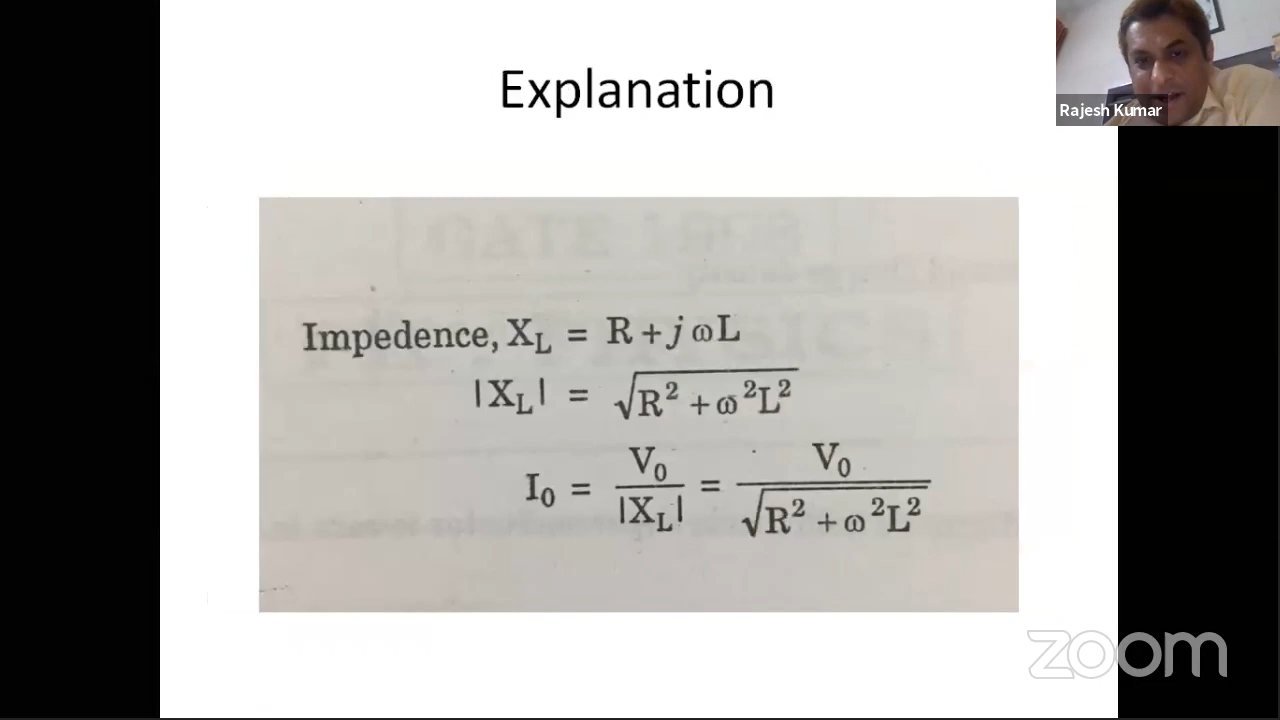 Explanation
Rajesh Kumar
Impedence, X_L = R + jωL
|X_L| = √(R² + ω²L²)
I₀ = V₀/|X_L| = V₀/√(R² + ω²L²)
zoom